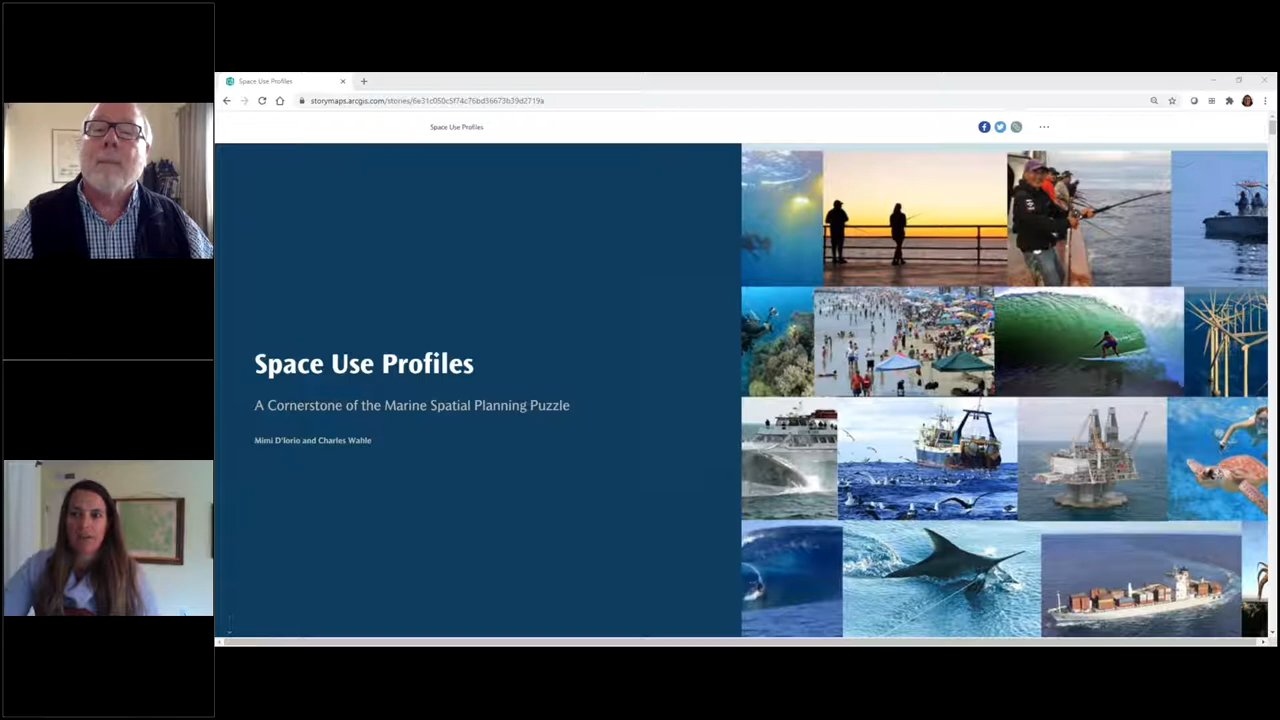 Space Use Profiles
storymaps.arcgis.com/stories/6e31c050c5f74c76bd36673b39d2719a
Space Use Profiles
Space Use Profiles
A Cornerstone of the Marine Spatial Planning Puzzle
Mimi D'Iorio and Charles Wahle